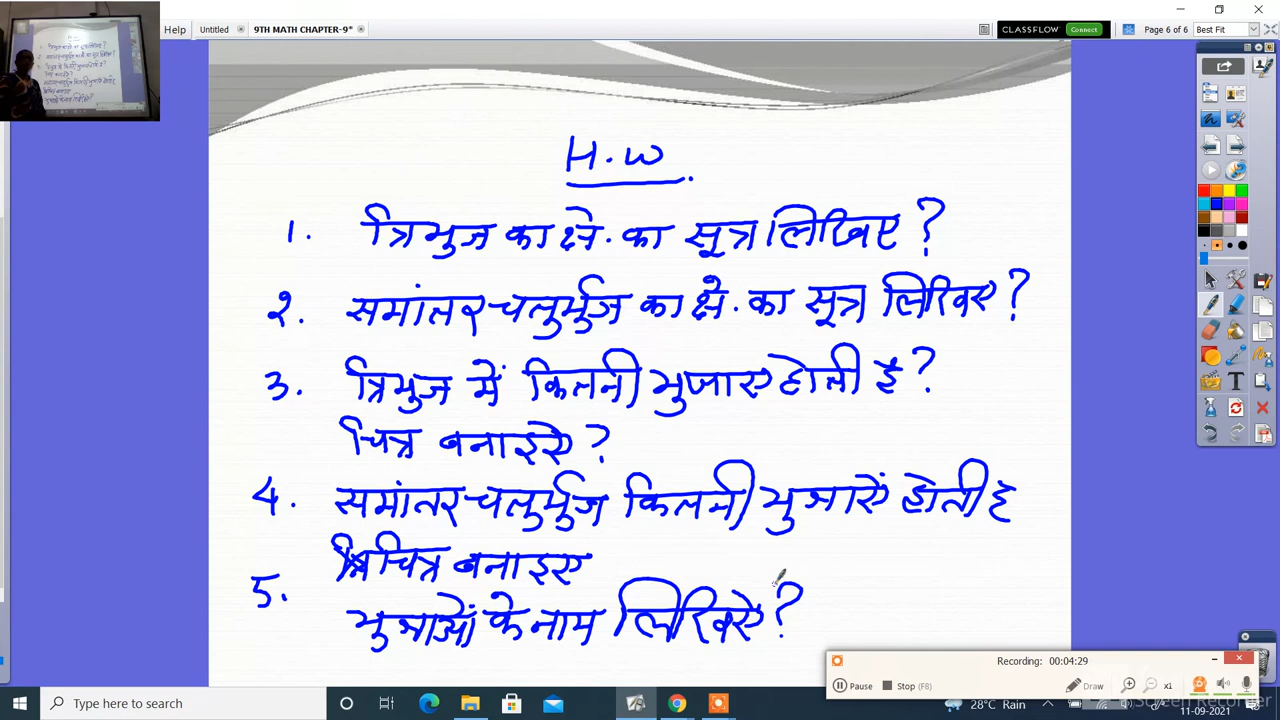 Help
Untitled
9TH MATH CHAPTER-9*
CLASSFLOW
Connect
Page 6 of 6
Best Fit
H.W.
1. त्रिभुज का क्षे. का सूत्र लिखिए?
2. समांतर चतुर्भुज का क्षे. का सूत्र लिखिए?
3. त्रिभुज में कितनी भुजाए होती है?
चित्र बनाइये?
4. समांतर चतुर्भुज कितनी भुजाएं होती है
चित्र बनाइए
5.
भुजाओं के नाम लिखिये?
Recording: 00:04:29
Pause
Stop (F8)
Draw
x1
Type here to search
28°C Rain
11-09-2021